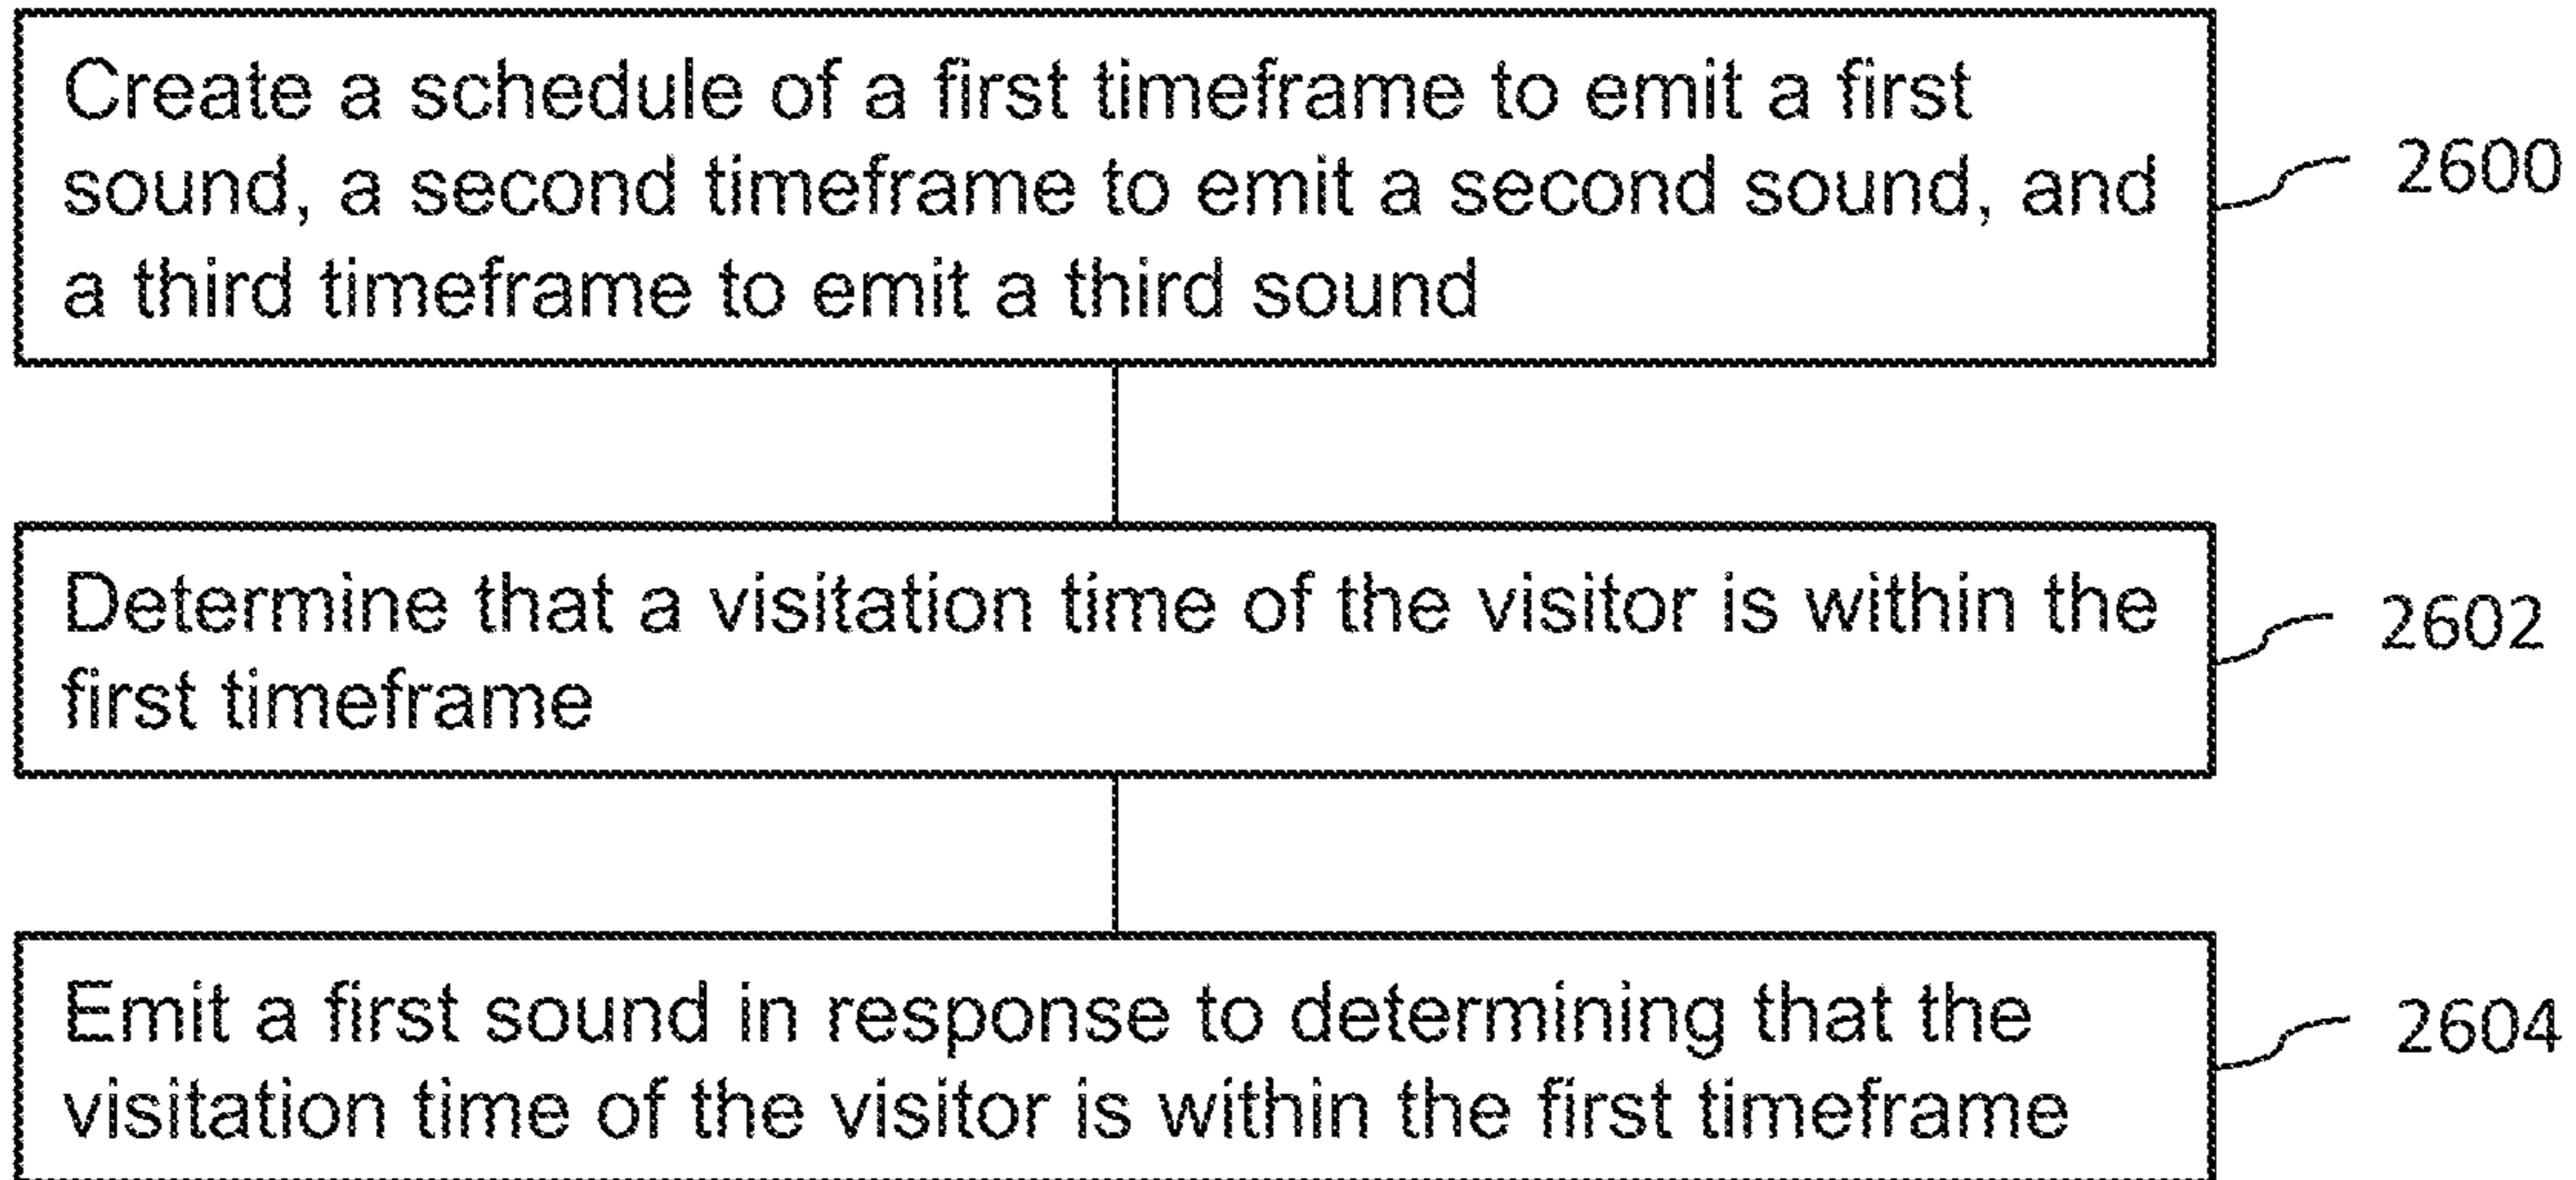 Create a schedule of a first timeframe to emit a first
sound, a second timeframe to emit a second sound, and
a third timeframe to emit a third sound
2600
Determine that a visitation time of the visitor is within the
first timeframe
2602
Emit a first sound in response to determining that the
visitation time of the visitor is within the first timeframe
2604